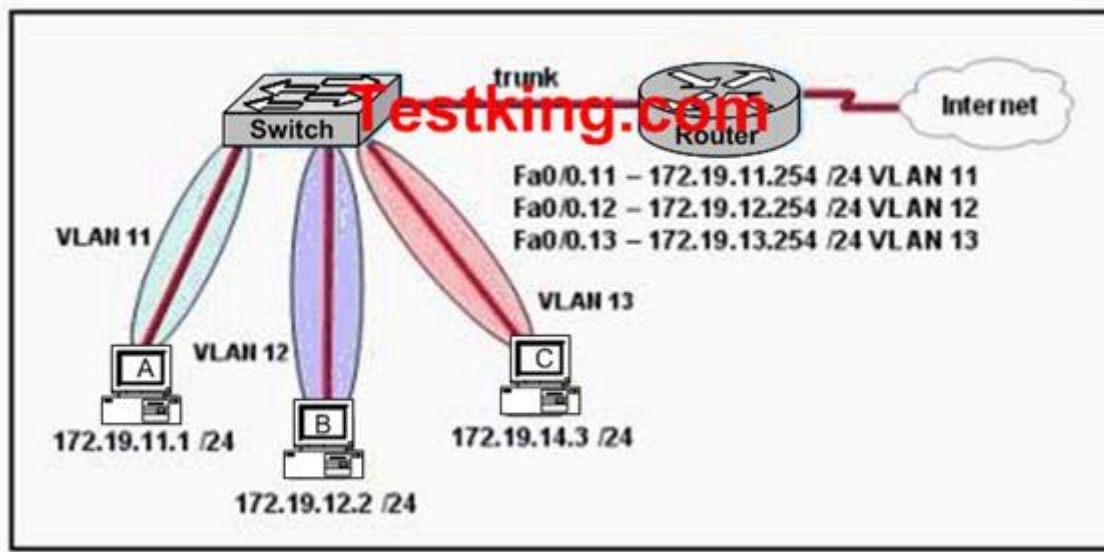 trunk
Testking.com
Internet
Switch
Router
Fa0/0.11 – 172.19.11.254 /24 VLAN 11
Fa0/0.12 – 172.19.12.254 /24 VLAN 12
Fa0/0.13 – 172.19.13.254 /24 VLAN 13
VLAN 11
VLAN 13
VLAN 12
A
C
B
172.19.11.1 /24
172.19.14.3 /24
172.19.12.2 /24